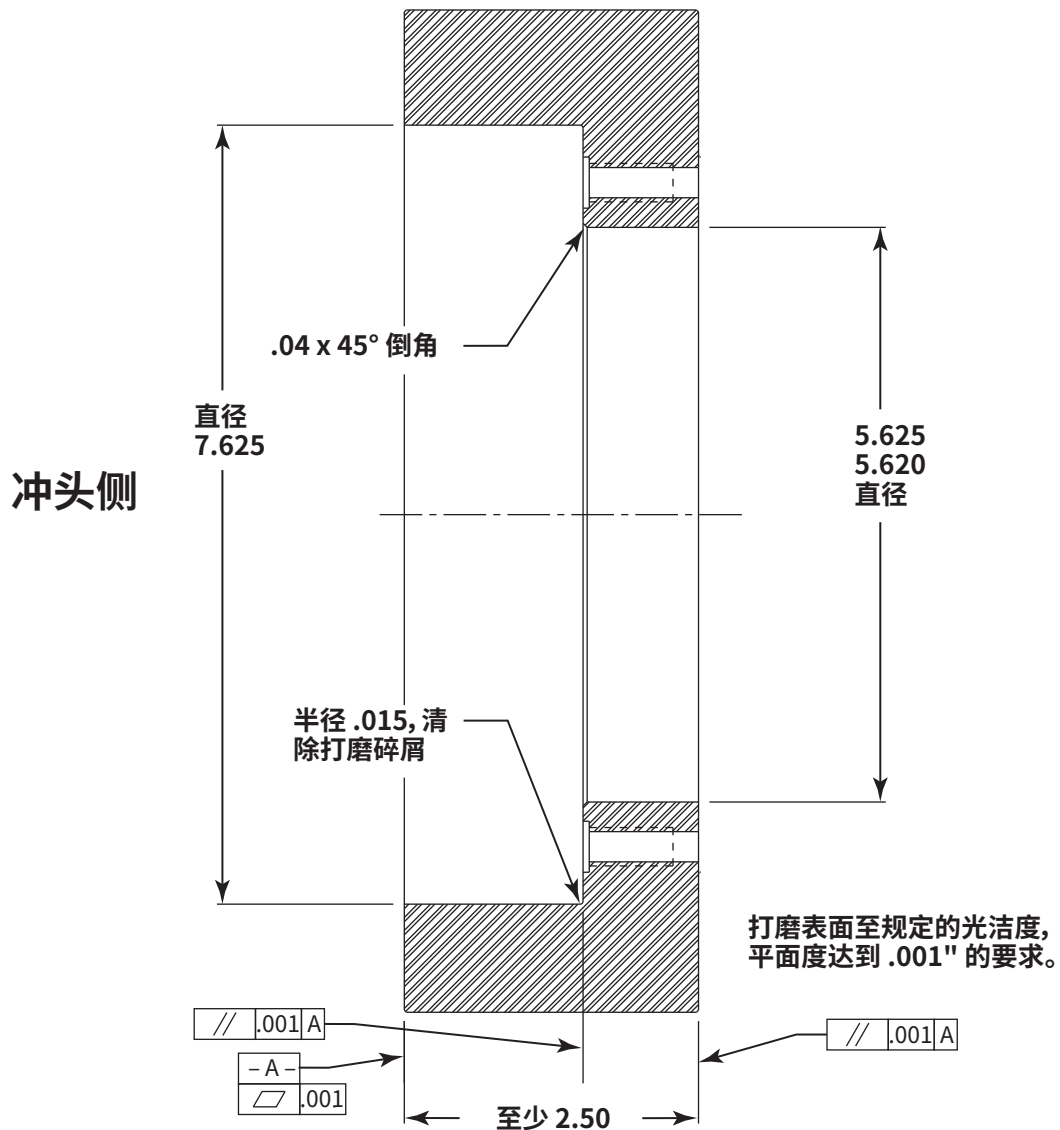 .04 x 45° 倒角
直径
7.625
5.625
5.620
直径
冲头侧
半径 .015, 清
除打磨碎屑
打磨表面至规定的光洁度,
平面度达到 .001" 的要求。
// .001 A
// .001 A
– A –
⏥ .001
至少 2.50